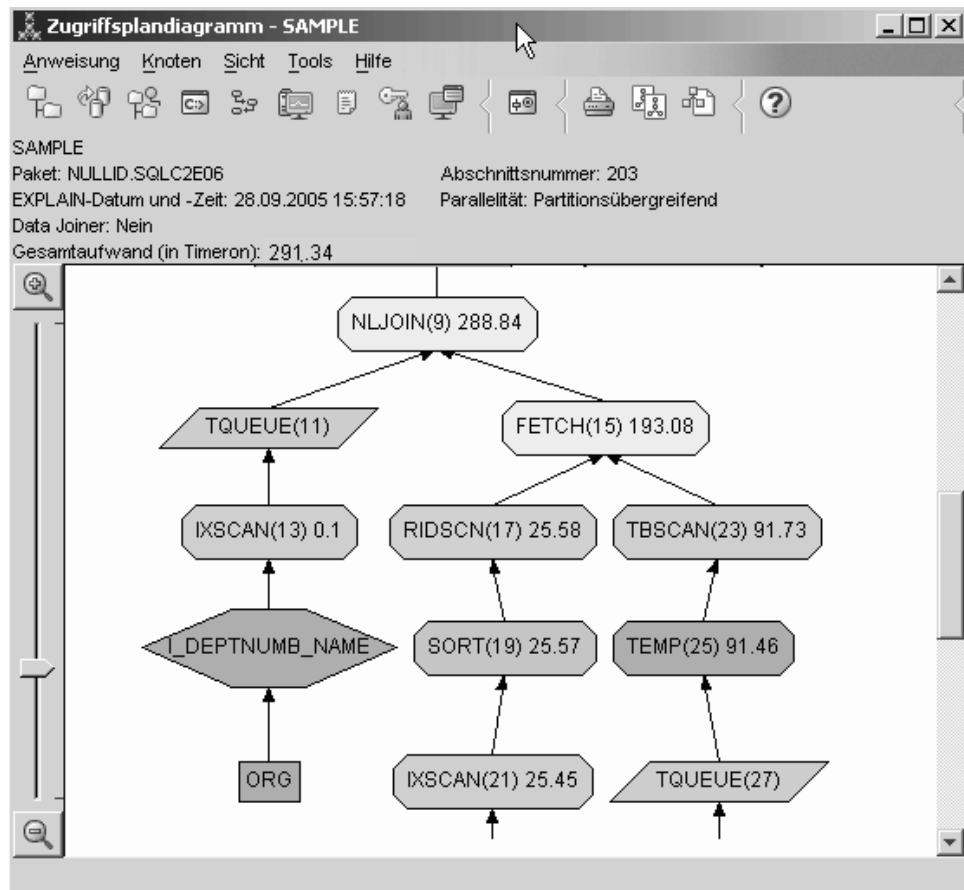 Zugriffsplandiagramm - SAMPLE
Anweisung Knoten Sicht Tools Hilfe
SAMPLE
Paket: NULLID.SQLC2E06 Abschnittsnummer: 203
EXPLAIN-Datum und -Zeit: 28.09.2005 15:57:18 Parallelität: Partitionsübergreifend
Data Joiner: Nein
Gesamtaufwand (in Timeron): 291.34
NLJOIN(9) 288.84
TQUEUE(11) FETCH(15) 193.08
IXSCAN(13) 0.1 RIDSCN(17) 25.58 TBSCAN(23) 91.73
I_DEPTNUMB_NAME SORT(19) 25.57 TEMP(25) 91.46
ORG IXSCAN(21) 25.45 TQUEUE(27)